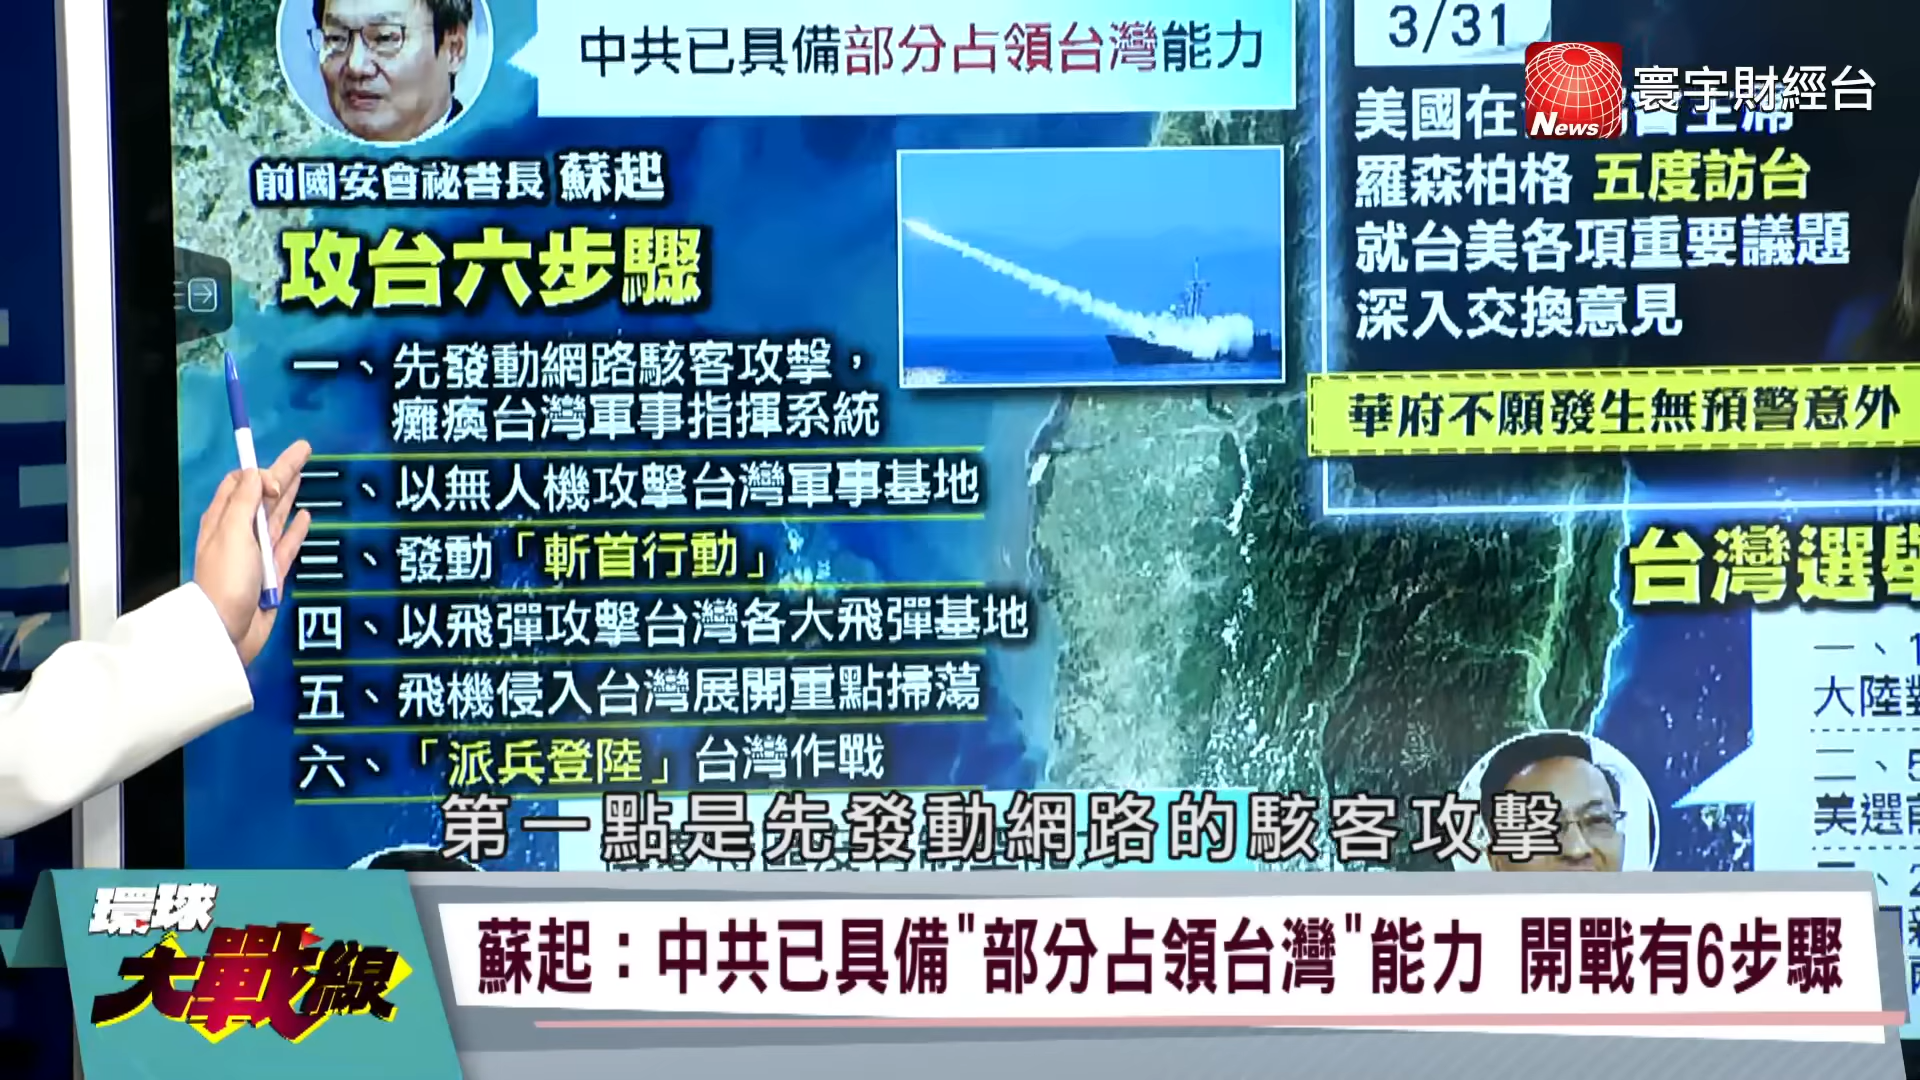 中共已具備部分占領台灣能力
前國安會祕書長 蘇起
攻台六步驟
一、先發動網路駭客攻擊，
癱瘓台灣軍事指揮系統
二、以無人機攻擊台灣軍事基地
三、發動「斬首行動」
四、以飛彈攻擊台灣各大飛彈基地
五、飛機侵入台灣展開重點掃蕩
六、「派兵登陸」台灣作戰
3/31
美國在
羅森柏格 五度訪台
就台美各項重要議題
深入交換意見
華府不願發生無預警意外
台灣選
一、1
大陸
二、5
美選
News 寰宇財經台
第一點是先發動網路的駭客攻擊
環球
大戰線
蘇起：中共已具備"部分占領台灣"能力 開戰有6步驟